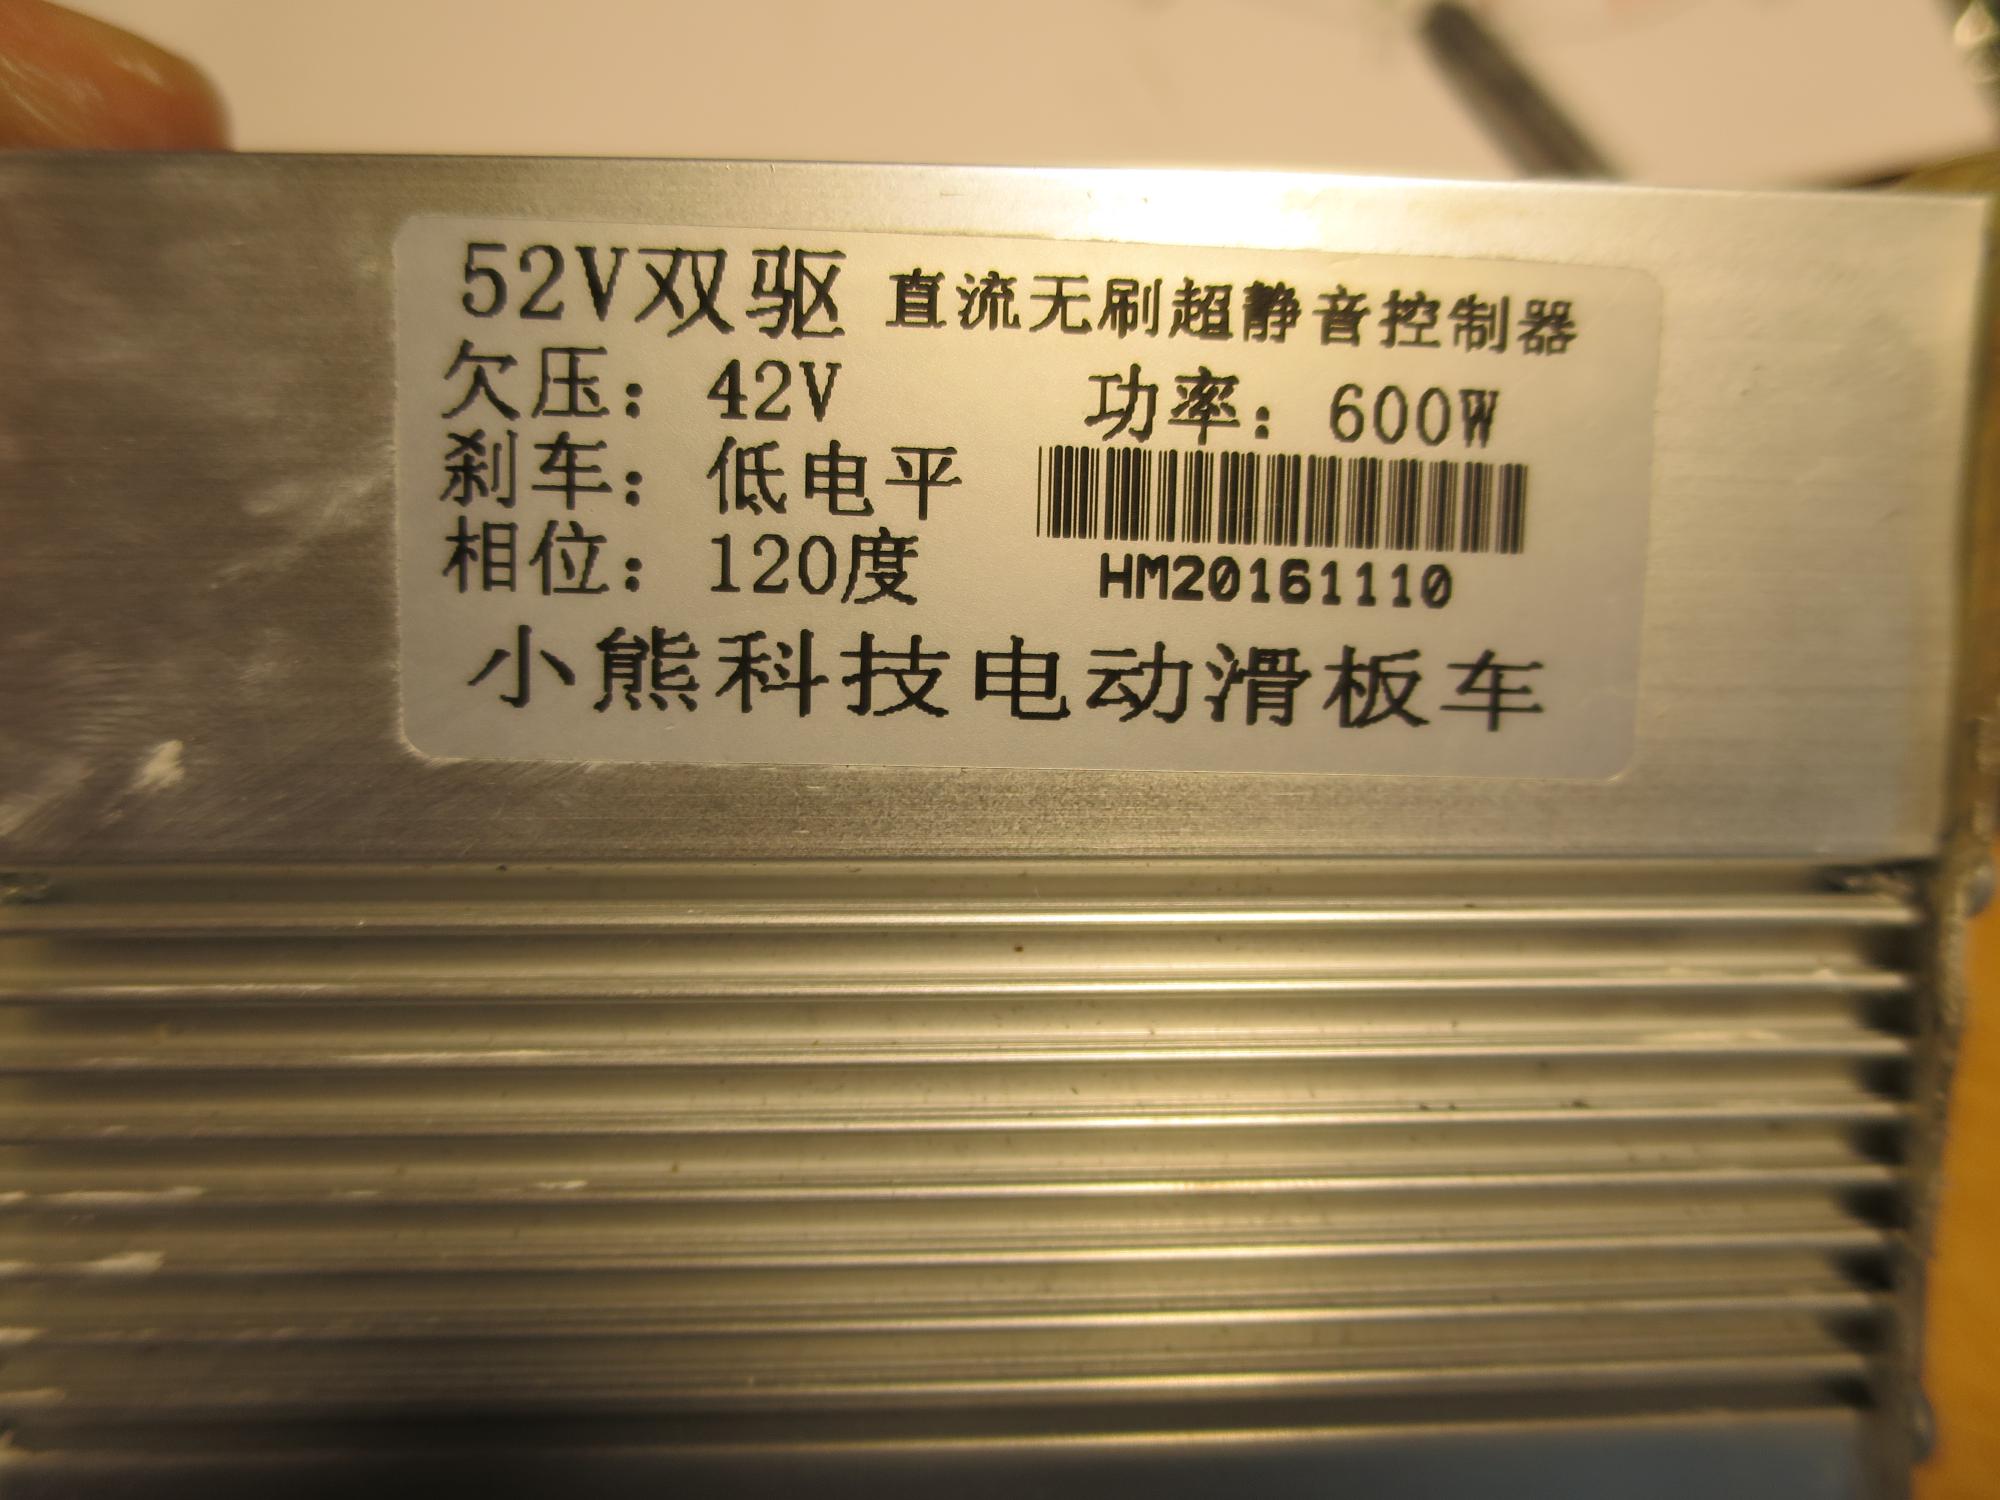 52V双驱 直流无刷超静音控制器
欠压：42V 功率：600W
刹车：低电平
相位：120度
HM20161110
小熊科技电动滑板车